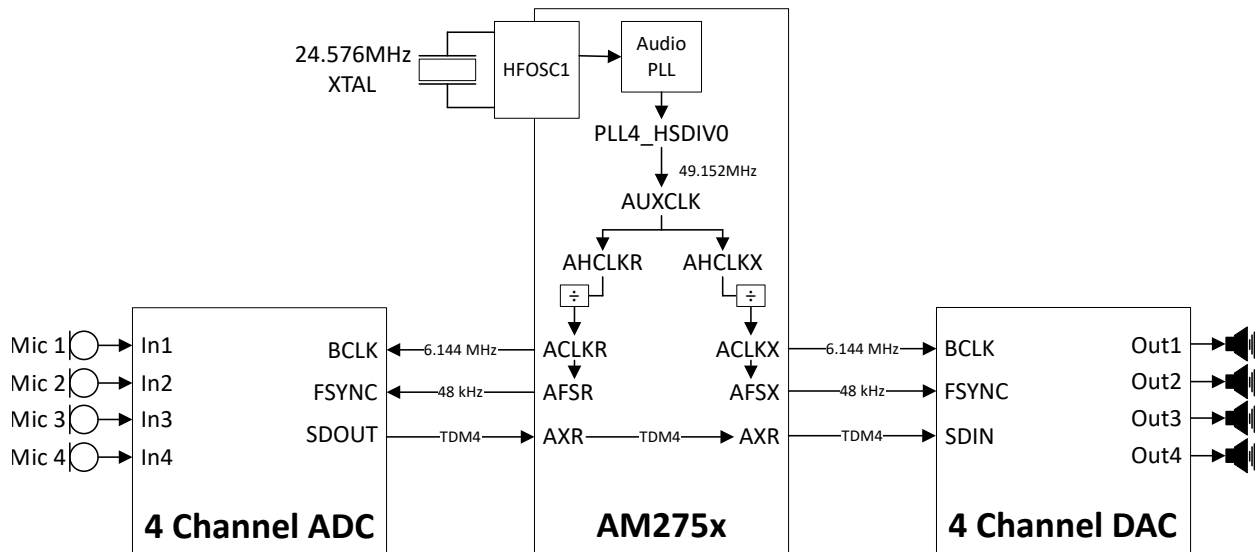 24.576MHz
XTAL
HFOSC1
Audio
PLL
PLL4_HSDIV0
49.152MHz
AUXCLK
AHCLKR
AHCLKX
÷
÷
Mic 1
In1
BCLK
6.144 MHz
ACLKR
ACLKX
6.144 MHz
BCLK
Out1
Mic 2
In2
FSYNC
48 kHz
AFSR
AFSX
48 kHz
FSYNC
Out2
Mic 3
In3
SDOUT
TDM4
AXR
TDM4
AXR
TDM4
SDIN
Out3
Mic 4
In4
Out4
4 Channel ADC
AM275x
4 Channel DAC